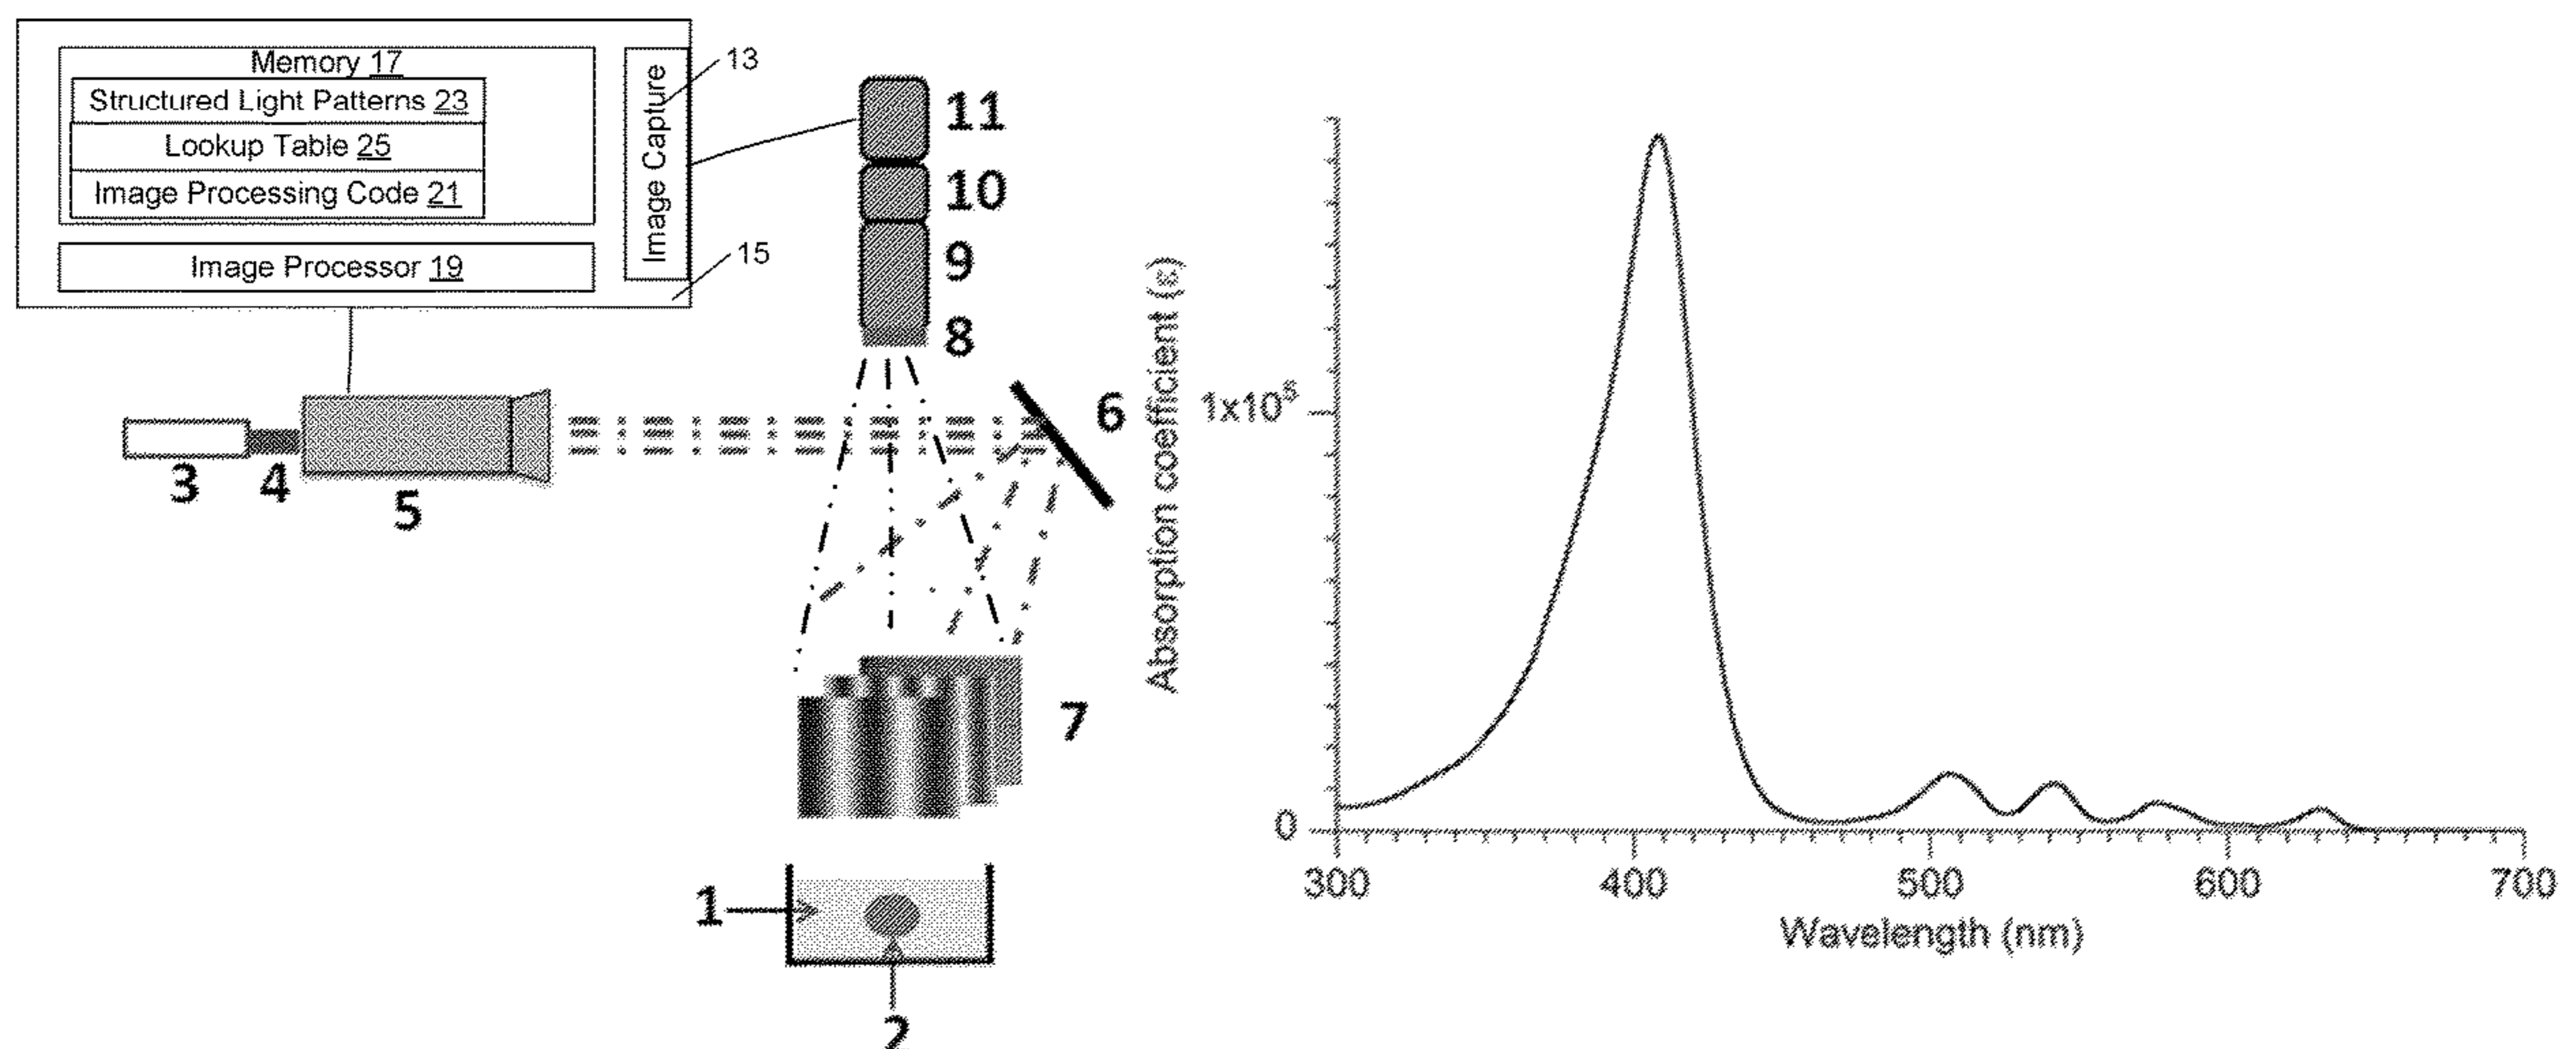 Memory 17
Structured Light Patterns 23
Lookup Table 25
Image Processing Code 21
Image Processor 19
Image Capture
13
15
11
10
9
8
3
4
5
6
7
1
2
Absorption coefficient (ε)
1x10⁵
0
300
400
500
600
700
Wavelength (nm)